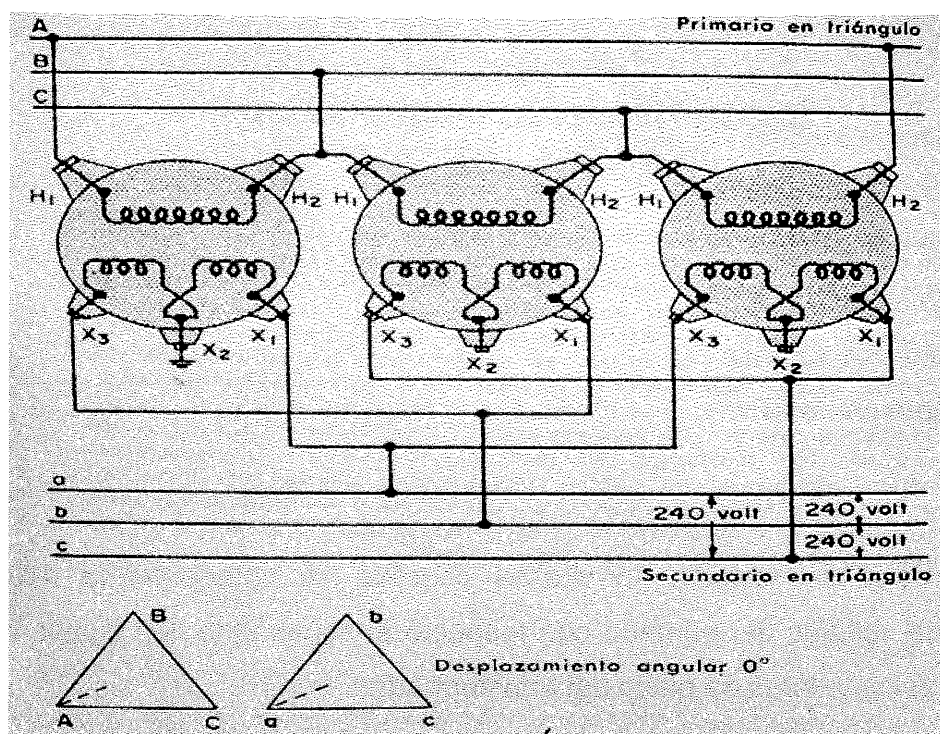 A
Primario en triángulo
B
C
H₁ H₂ H₁ H₂ H₁ H₂
X₃ X₂ X₁ X₃ X₂ X₁ X₃ X₂ X₁
a
240 volt 240 volt
b
240 volt
c
Secundario en triángulo
B b
Desplazamiento angular 0°
A C a c